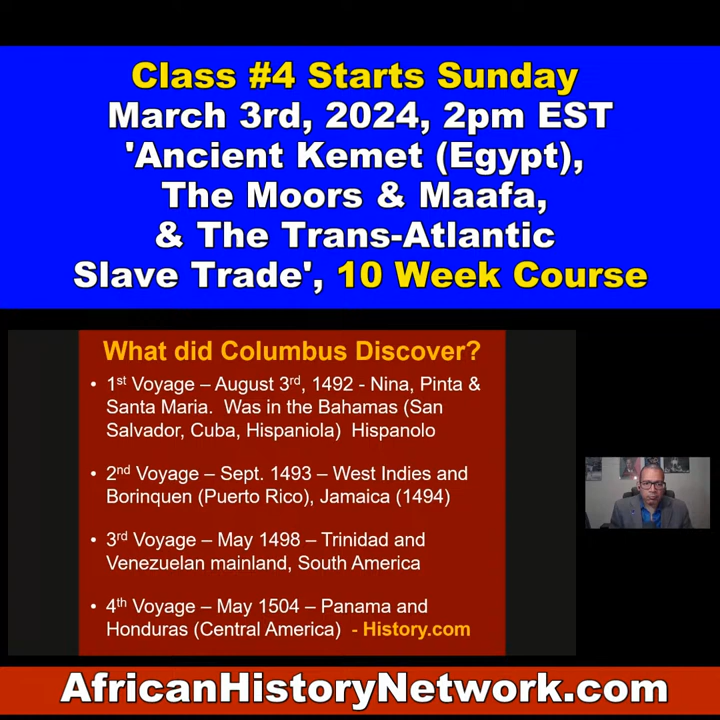 Class #4 Starts Sunday
March 3rd, 2024, 2pm EST
'Ancient Kemet (Egypt),
The Moors & Maafa,
& The Trans-Atlantic
Slave Trade', 10 Week Course
What did Columbus Discover?
• 1st Voyage – August 3rd, 1492 - Nina, Pinta &
Santa Maria. Was in the Bahamas (San
Salvador, Cuba, Hispaniola) Hispanolo
• 2nd Voyage – Sept. 1493 – West Indies and
Borinquen (Puerto Rico), Jamaica (1494)
• 3rd Voyage – May 1498 – Trinidad and
Venezuelan mainland, South America
• 4th Voyage – May 1504 – Panama and
Honduras (Central America) - History.com
AfricanHistoryNetwork.com